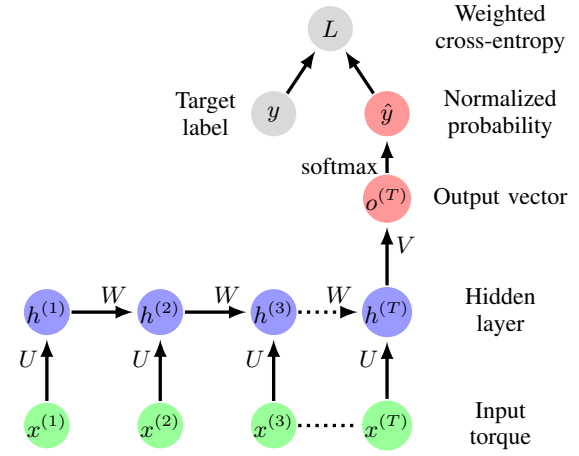 L
Weighted
cross-entropy
Target
label
y
ŷ
Normalized
probability
softmax
o^{(T)}
Output vector
V
h^{(1)} W h^{(2)} W h^{(3)} W h^{(T)}
Hidden
layer
U U U U
x^{(1)} x^{(2)} x^{(3)} x^{(T)}
Input
torque